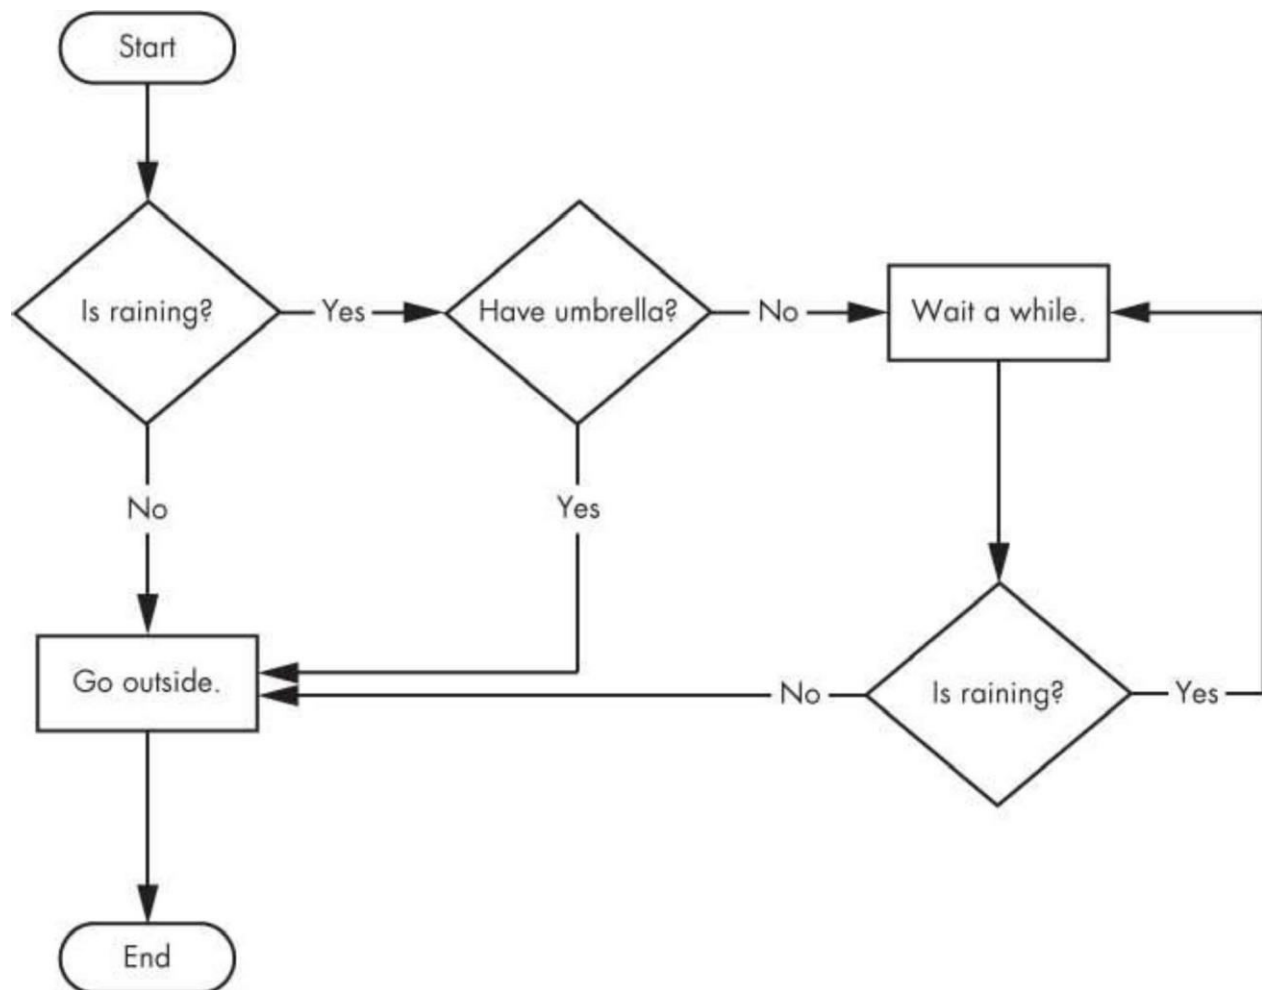 Start
Is raining?
Yes
Have umbrella?
No
Wait a while.
No
Yes
Go outside.
No
Is raining?
Yes
End